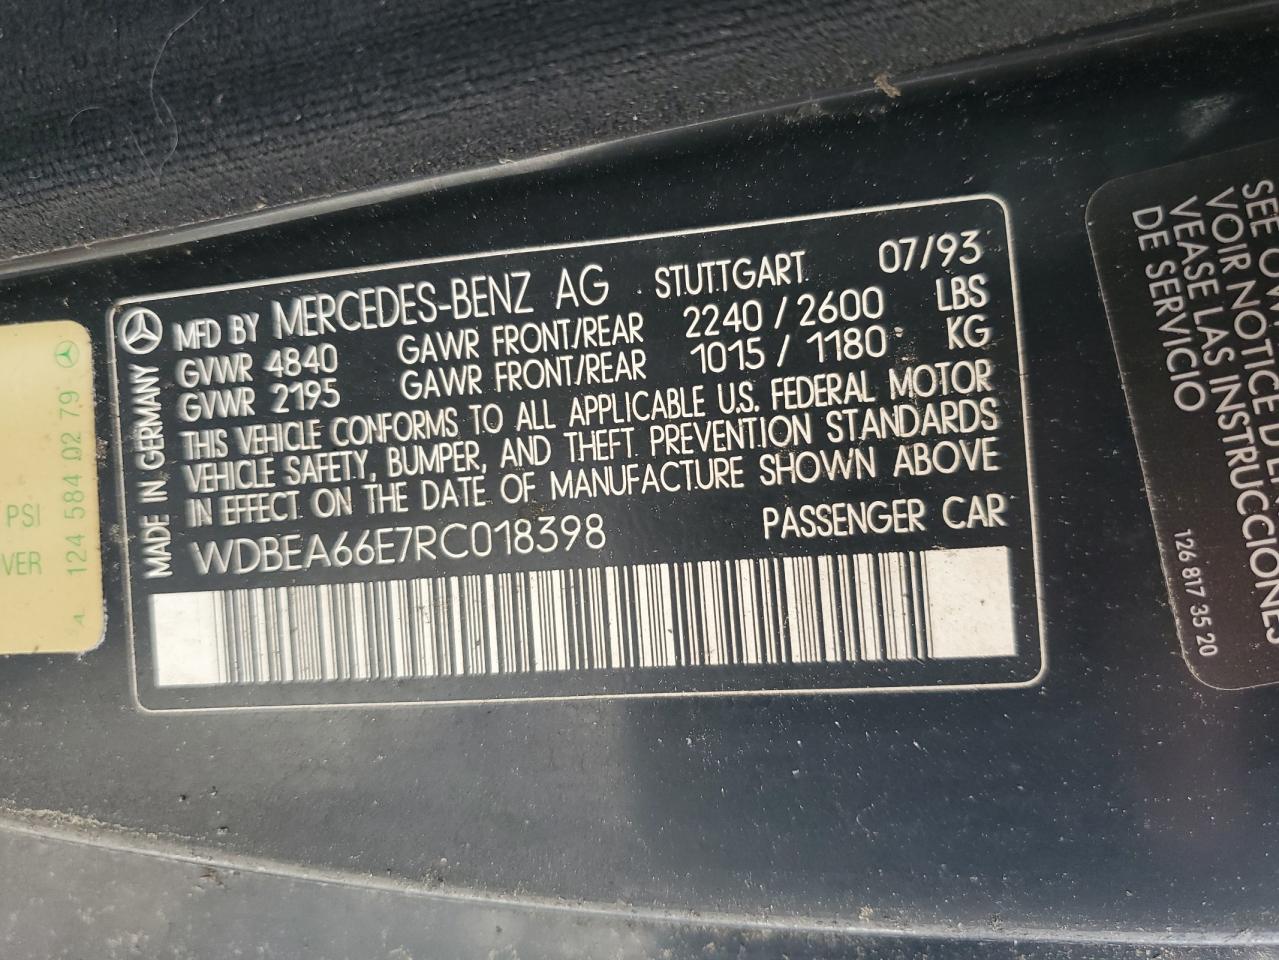 MFD BY MERCEDES-BENZ AG STUTTGART 07/93
GVWR 4840 GAWR FRONT/REAR 2240 / 2600 LBS
GVWR 2195 GAWR FRONT/REAR 1015 / 1180 KG
THIS VEHICLE CONFORMS TO ALL APPLICABLE U.S. FEDERAL MOTOR
VEHICLE SAFETY, BUMPER, AND THEFT PREVENTION STANDARDS
IN EFFECT ON THE DATE OF MANUFACTURE SHOWN ABOVE
WDBEA66E7RC018398 PASSENGER CAR
MADE IN GERMANY
PSI
VER
124 584 02 79
A
SEE
VOIR NOTICE
VEASE LAS INSTRUCCIONES
DE SERVICIO
126 817 35 20